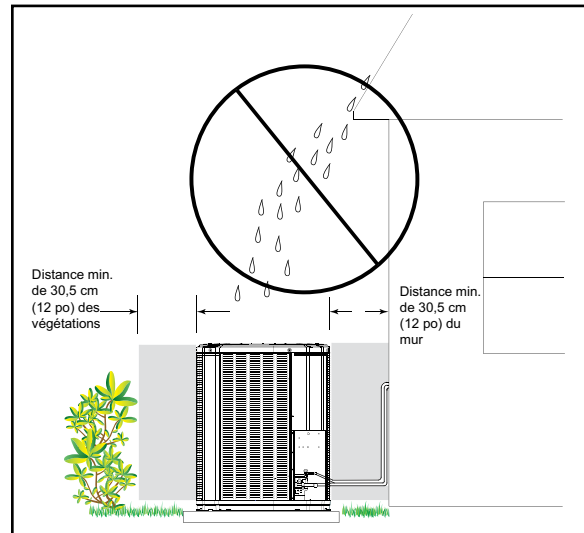 Distance min.
de 30,5 cm
(12 po) des
végétations
Distance min.
de 30,5 cm
(12 po) du
mur